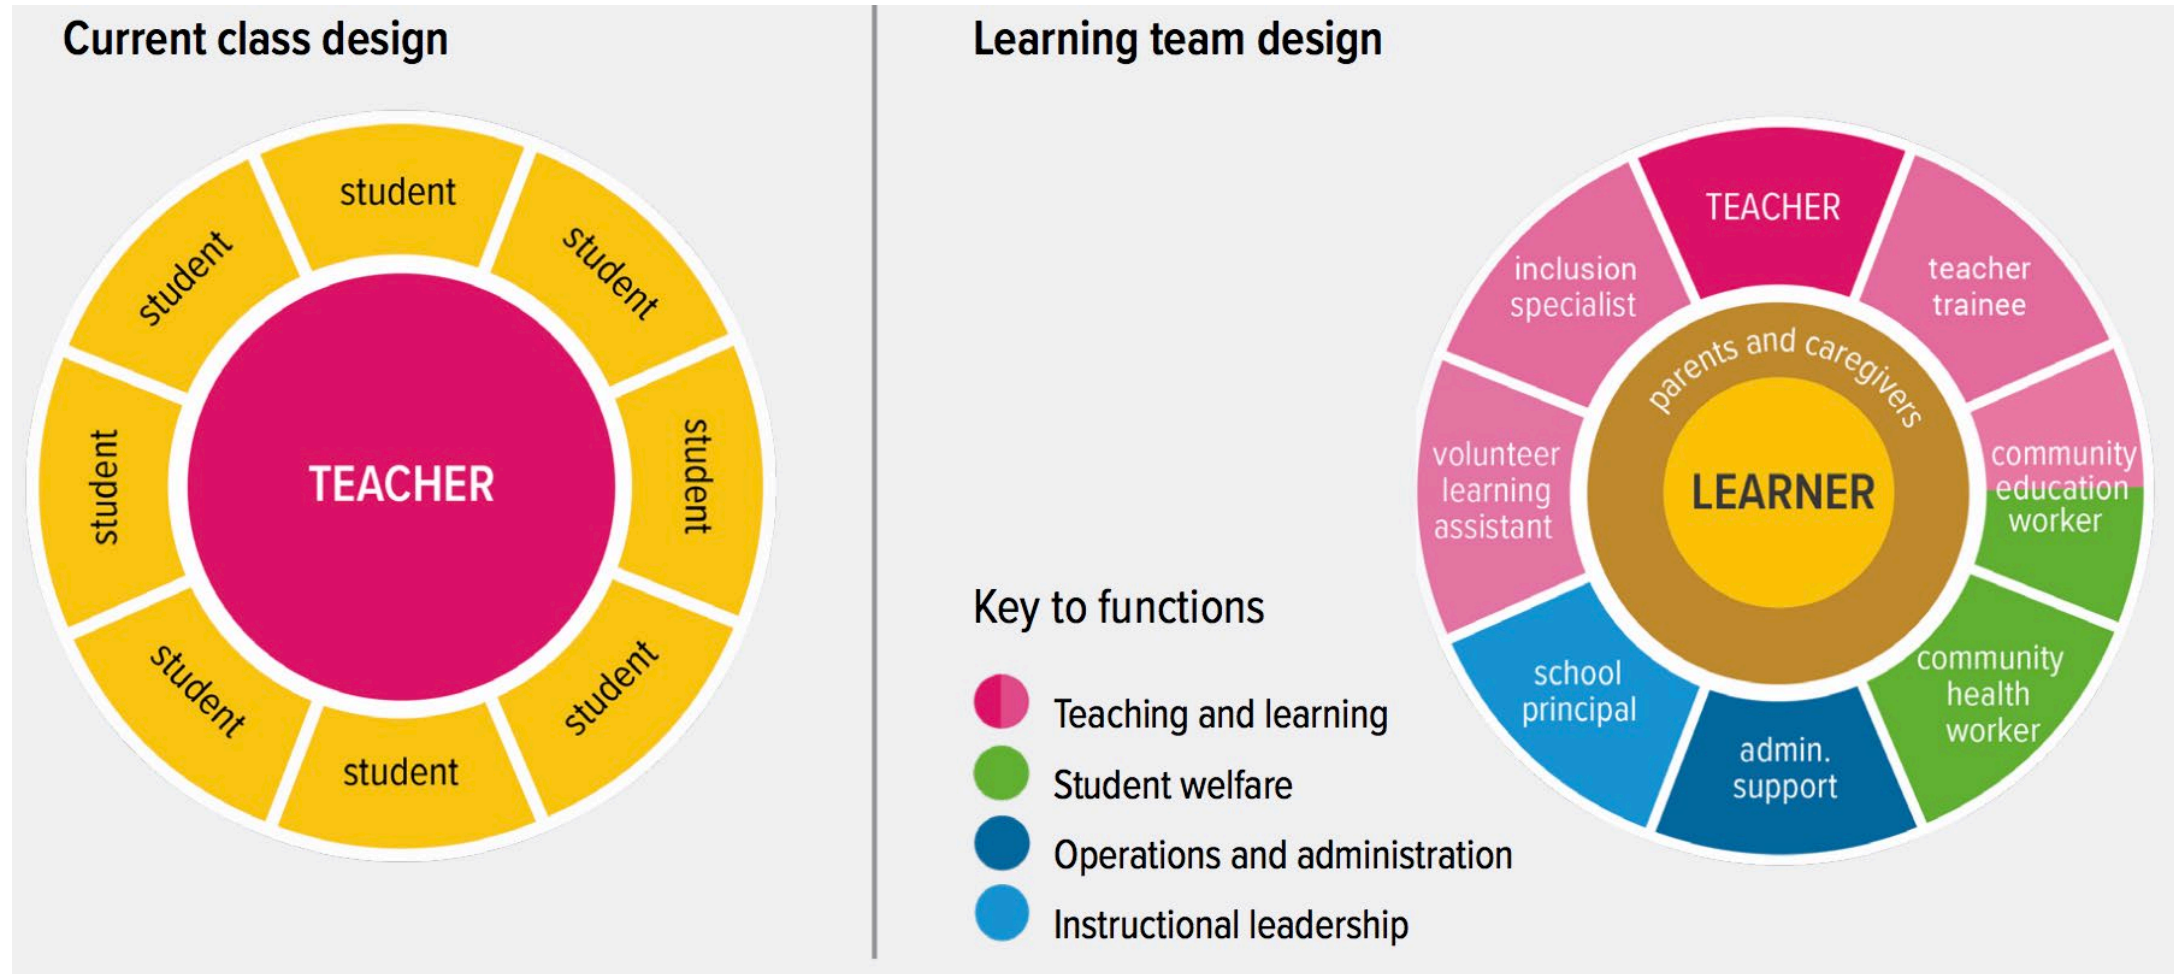 Current class design
student
student
student
student
student
student
student
student
TEACHER
Learning team design
TEACHER
teacher
trainee
community
education
worker
community
health
worker
admin.
support
school
principal
volunteer
learning
assistant
inclusion
specialist
parents and caregivers
LEARNER
Key to functions
Teaching and learning
Student welfare
Operations and administration
Instructional leadership